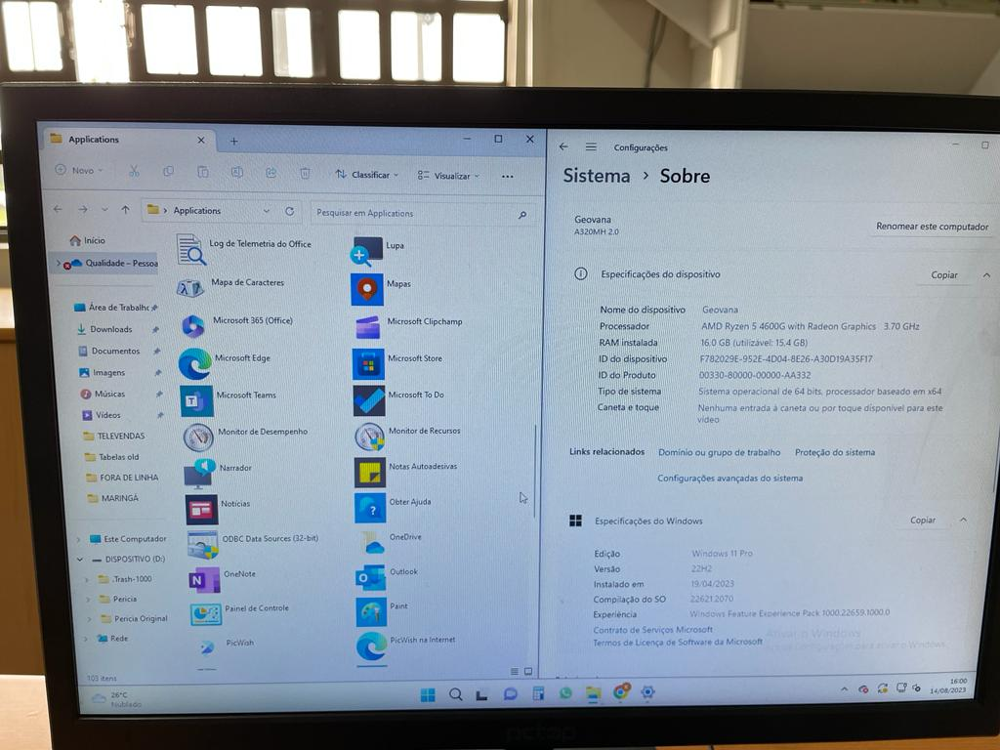 Applications
Novo
Classificar
Visualizar
Applications
Pesquisar em Applications
Início
Qualidade – Pessoa
Área de Trabalho
Downloads
Documentos
Imagens
Músicas
Vídeos
TELEVENDAS
Tabelas old
FORA DE LINHA
MARINGÁ
Este Computador
DISPOSITIVO (D:)
.Trash-1000
Pericia
Pericia Original
Rede
Log de Telemetria do Office
Lupa
Mapa de Caracteres
Mapas
Microsoft 365 (Office)
Microsoft Clipchamp
Microsoft Edge
Microsoft Store
Microsoft Teams
Microsoft To Do
Monitor de Desempenho
Monitor de Recursos
Narrador
Notas Autoadesivas
Notícias
Obter Ajuda
ODBC Data Sources (32-bit)
OneDrive
OneNote
Outlook
Painel de Controle
Paint
PicWish
PicWish na Internet
103 itens
Configurações
Sistema > Sobre
Geovana
A320MH 2.0
Renomear este computador
Especificações do dispositivo
Copiar
Nome do dispositivo Geovana
Processador AMD Ryzen 5 4600G with Radeon Graphics 3.70 GHz
RAM instalada 16.0 GB (utilizável: 15.4 GB)
ID do dispositivo F782029E-952E-4D04-8E26-A30D19A35F17
ID do Produto 00330-80000-00000-AA332
Tipo de sistema Sistema operacional de 64 bits, processador baseado em x64
Caneta e toque Nenhuma entrada à caneta ou por toque disponível para este
vídeo
Links relacionados Domínio ou grupo de trabalho Proteção do sistema
Configurações avançadas do sistema
Especificações do Windows
Copiar
Edição Windows 11 Pro
Versão 22H2
Instalado em 19/04/2023
Compilação do SO 22621.2070
Experiência Windows Feature Experience Pack 1000.22659.1000.0
Contrato de Serviços Microsoft
Termos de Licença de Software da Microsoft
Ativar o Windows
configurações para ativar o Windows.
26°C
Nublado
16:00
14/08/2023
pctop